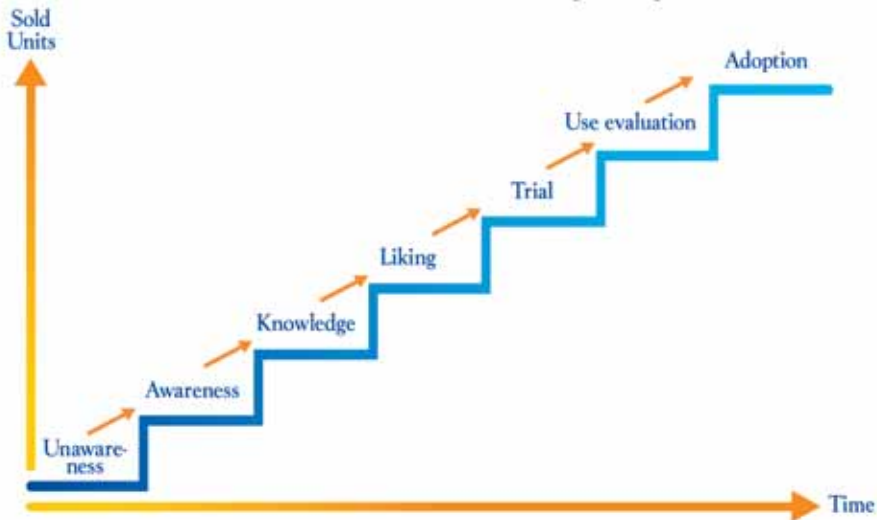 Sold
Units
Adoption
Use evaluation
Trial
Liking
Knowledge
Awareness
Unaware-
ness
Time